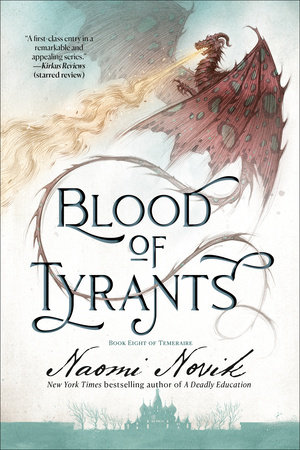 "A first-class entry in a
remarkable and
appealing series."
—Kirkus Reviews
(starred review)
BLOOD
OF
TYRANTS
BOOK EIGHT OF TEMERAIRE
Naomi Novik
New York Times bestselling author of A Deadly Education